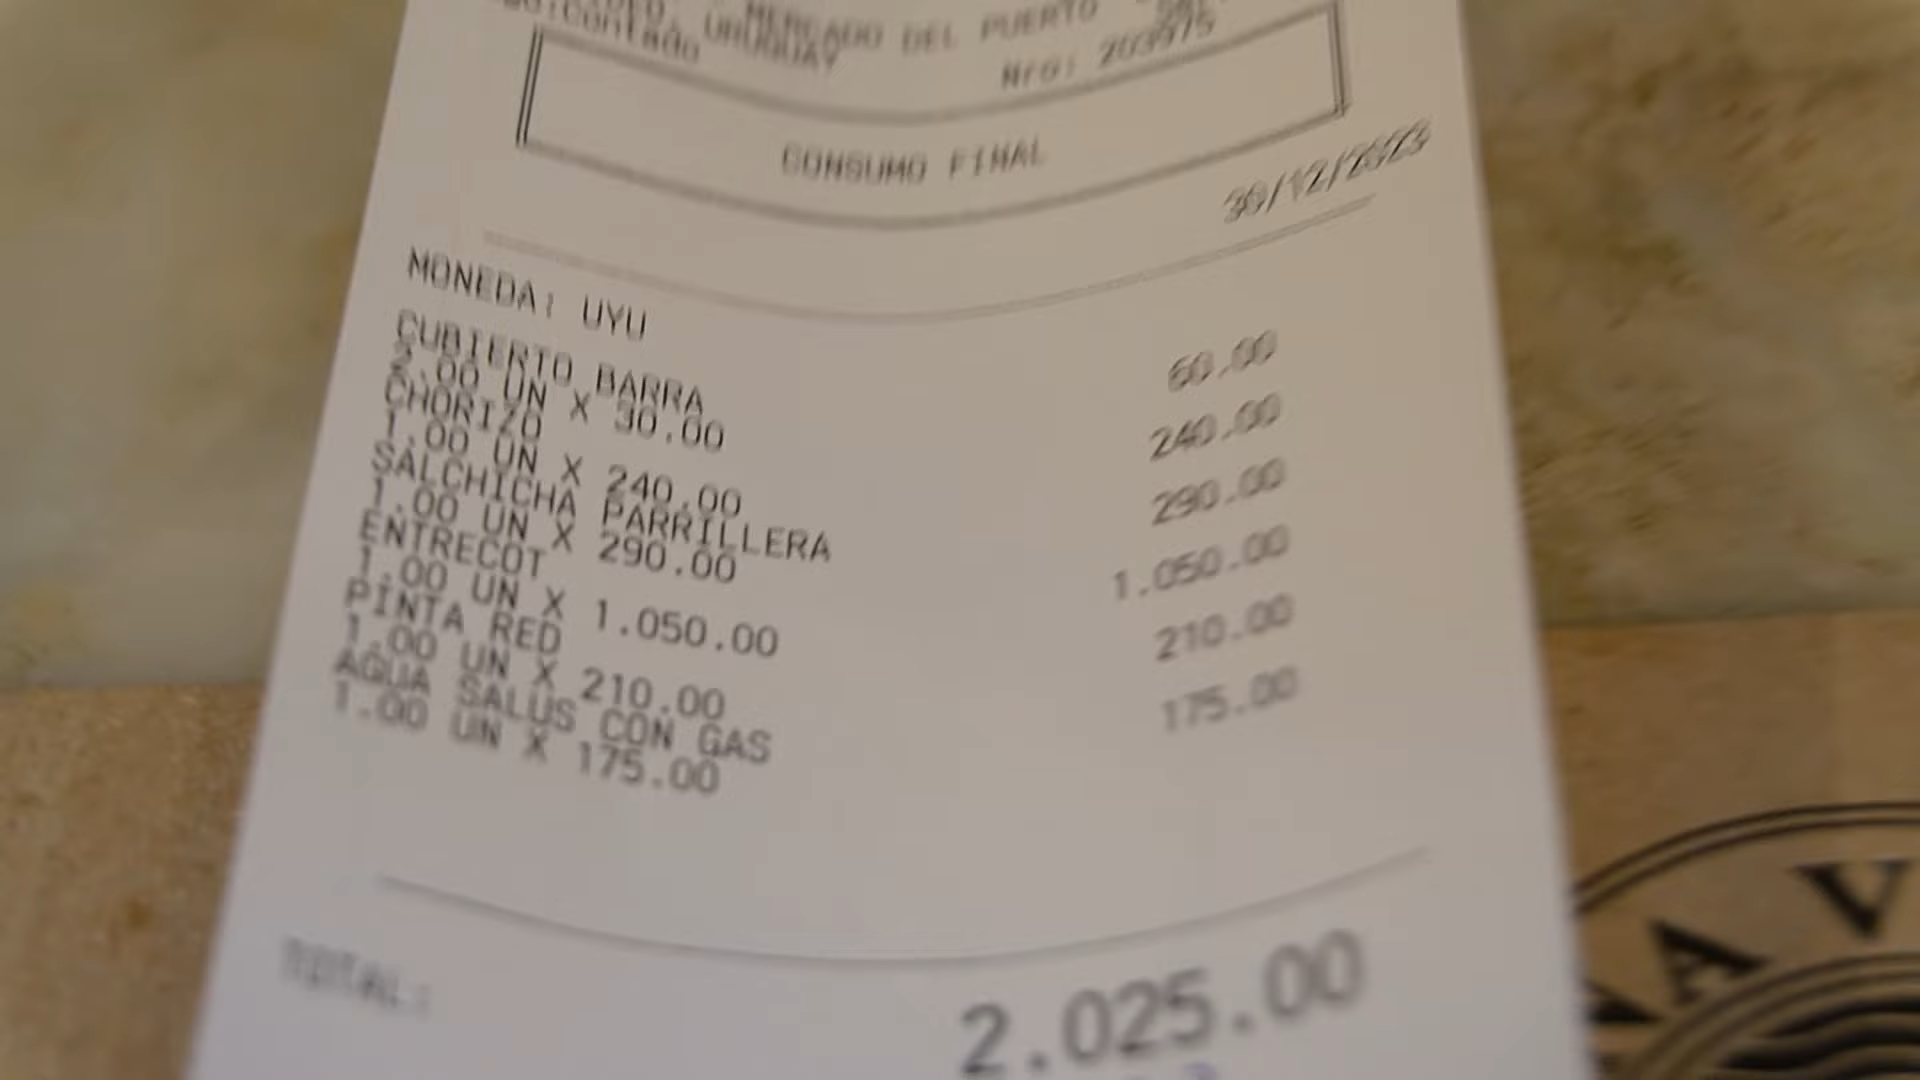 MERCADO DEL PUERTO
Contado, URUGUAY
Nro: 203975
CONSUMO FINAL
30/12/2023
MONEDA: UYU
CUBIERTO BARRA 60.00
2.00 UN X 30.00
CHORIZO 240.00
1.00 UN X 240.00
SALCHICHA PARRILLERA 290.00
1.00 UN X 290.00
ENTRECOT 1.050.00
1.00 UN X 1.050.00
PINTA RED 210.00
1.00 UN X 210.00
AGUA SALUS CON GAS 175.00
1.00 UN X 175.00
TOTAL: 2.025.00